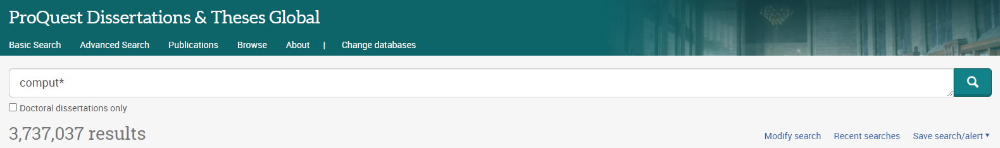 ProQuest Dissertations & Theses Global
Basic Search Advanced Search Publications Browse About | Change databases
comput*
Doctoral dissertations only
3,737,037 results
Modify search Recent searches Save search/alert